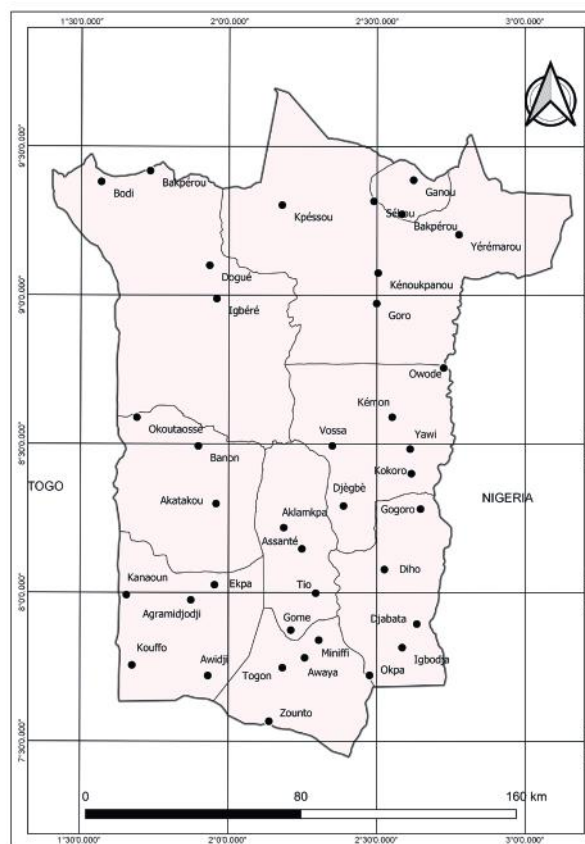 1°30'0.000" 2°0'0.000" 2°30'0.000" 3°0'0.000"
9°30'0.000"
Bakpérou
Bodi
Ganou
Kpéssou
Sékou
Bakpérou
Yérémarou
Dogué
Kénoukpanou
9°0'0.000"
Igbéré
Goro
Owode
Kémon
Okoutaossé
Vossa
Yawi
8°30'0.000"
Banon
Kokoro
TOGO
Djègbè
NIGERIA
Akatakou
Aklamkpa
Gogoro
Assanté
Diho
Kanaoun
Ekpa
Tio
8°0'0.000"
Agramidjodji
Gome
Djabata
Kouffo
Miniffi
Igbodja
Awidji
Togon
Awaya
Okpa
Zounto
7°30'0.000"
0 80 160 km
1°30'0.000" 2°0'0.000" 2°30'0.000" 3°0'0.000"